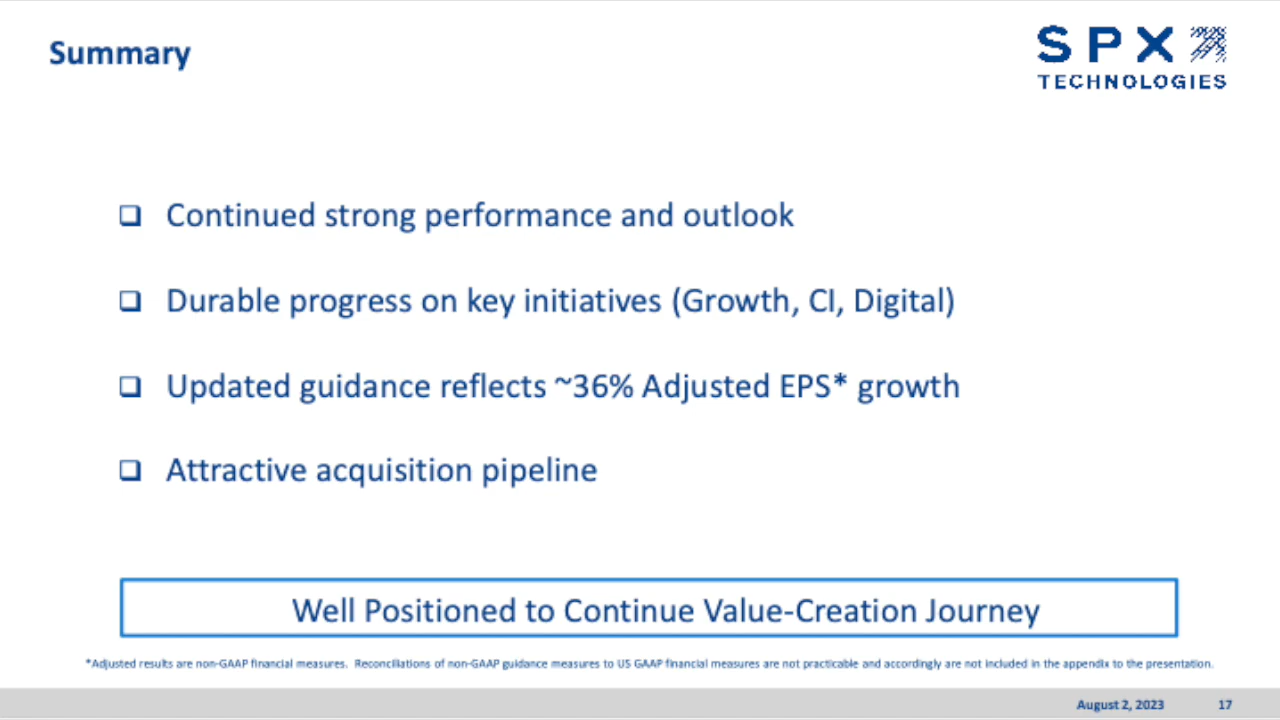 Summary
SPX
TECHNOLOGIES
❑ Continued strong performance and outlook
❑ Durable progress on key initiatives (Growth, CI, Digital)
❑ Updated guidance reflects ~36% Adjusted EPS* growth
❑ Attractive acquisition pipeline
Well Positioned to Continue Value-Creation Journey
*Adjusted results are non-GAAP financial measures. Reconciliations of non-GAAP guidance measures to US GAAP financial measures are not practicable and accordingly are not included in the appendix to the presentation.
August 2, 2023 17